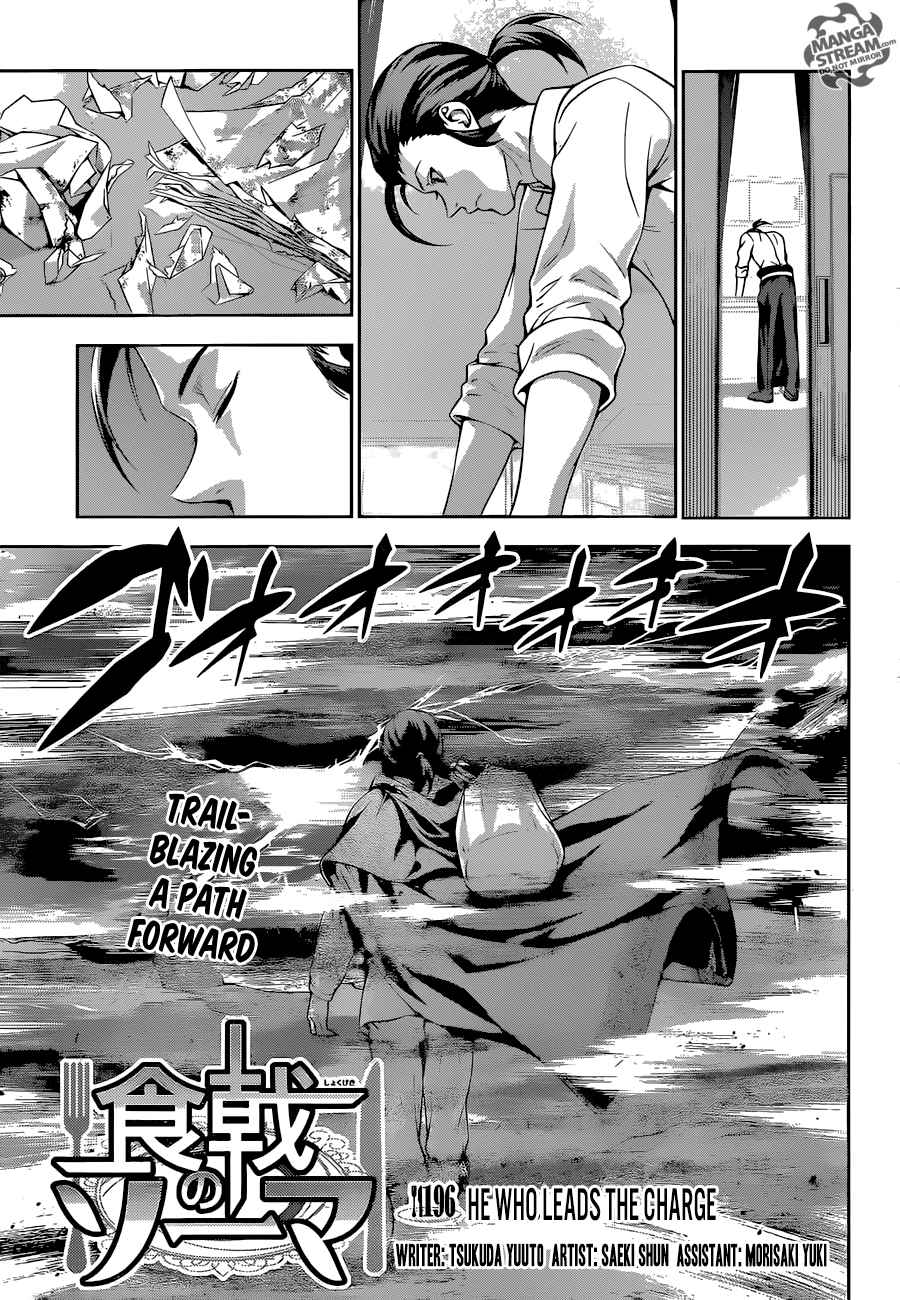 MANGA
STREAM.com
DO NOT MIRROR
ブオオオオオオオ
TRAIL-
BLAZING
A PATH
FORWARD
しょくげき
食戟の
ソーマ
196 HE WHO LEADS THE CHARGE
WRITER: TSUKUDA YUUTO ARTIST: SAEKI SHUN ASSISTANT: MORISAKI YUKI